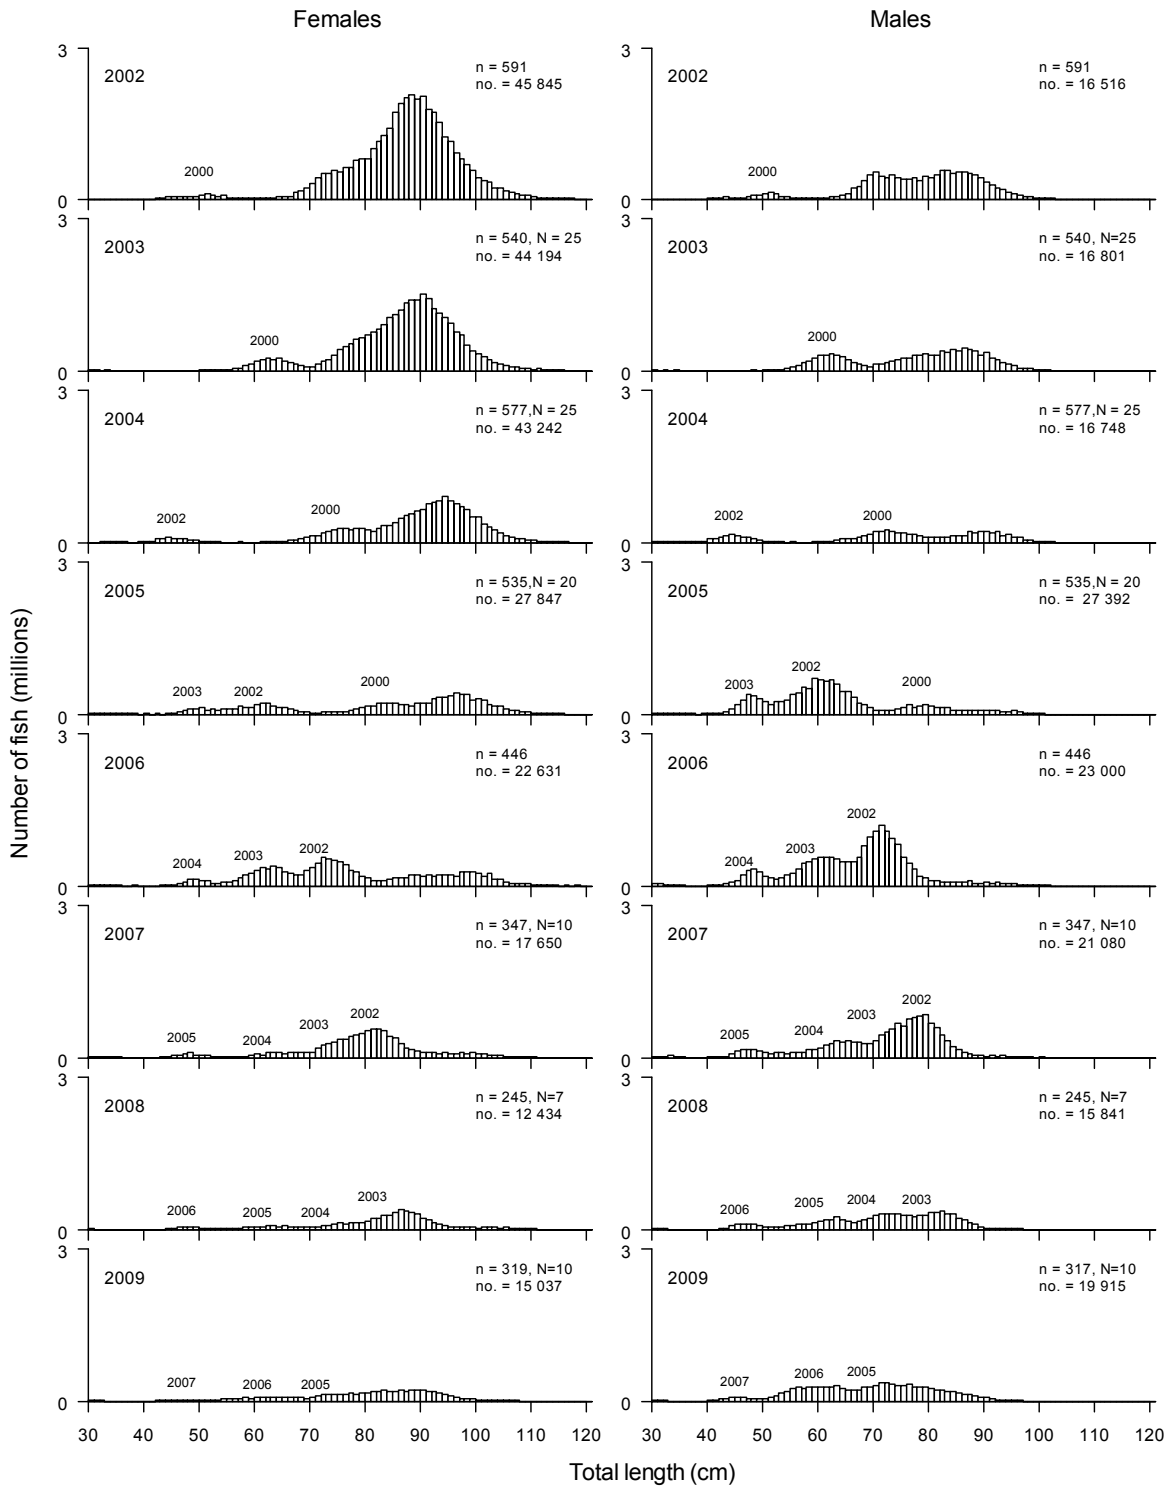 Females Males
3 2002 n = 591 no. = 45 845 2000 0
3 2002 n = 591 no. = 16 516 2000 0
3 2003 n = 540, N = 25 no. = 44 194 2000 0
3 2003 n = 540, N=25 no. = 16 801 2000 0
3 2004 n = 577,N = 25 no. = 43 242 2002 2000 0
3 2004 n = 577,N = 25 no. = 16 748 2002 2000 0
3 2005 n = 535,N = 20 no. = 27 847 2003 2002 2000 0
3 2005 n = 535,N = 20 no. = 27 392 2003 2002 2000 0
3 2006 n = 446 no. = 22 631 2004 2003 2002 0
3 2006 n = 446 no. = 23 000 2004 2003 2002 0
3 2007 n = 347, N=10 no. = 17 650 2005 2004 2003 2002 0
3 2007 n = 347, N=10 no. = 21 080 2005 2004 2003 2002 0
3 2008 n = 245, N=7 no. = 12 434 2006 2005 2004 2003 0
3 2008 n = 245, N=7 no. = 15 841 2006 2005 2004 2003 0
3 2009 n = 319, N=10 no. = 15 037 2007 2006 2005 0
3 2009 n = 317, N=10 no. = 19 915 2007 2006 2005 0
30 40 50 60 70 80 90 100 110 120 30 40 50 60 70 80 90 100 110 120
Total length (cm)
Number of fish (millions)